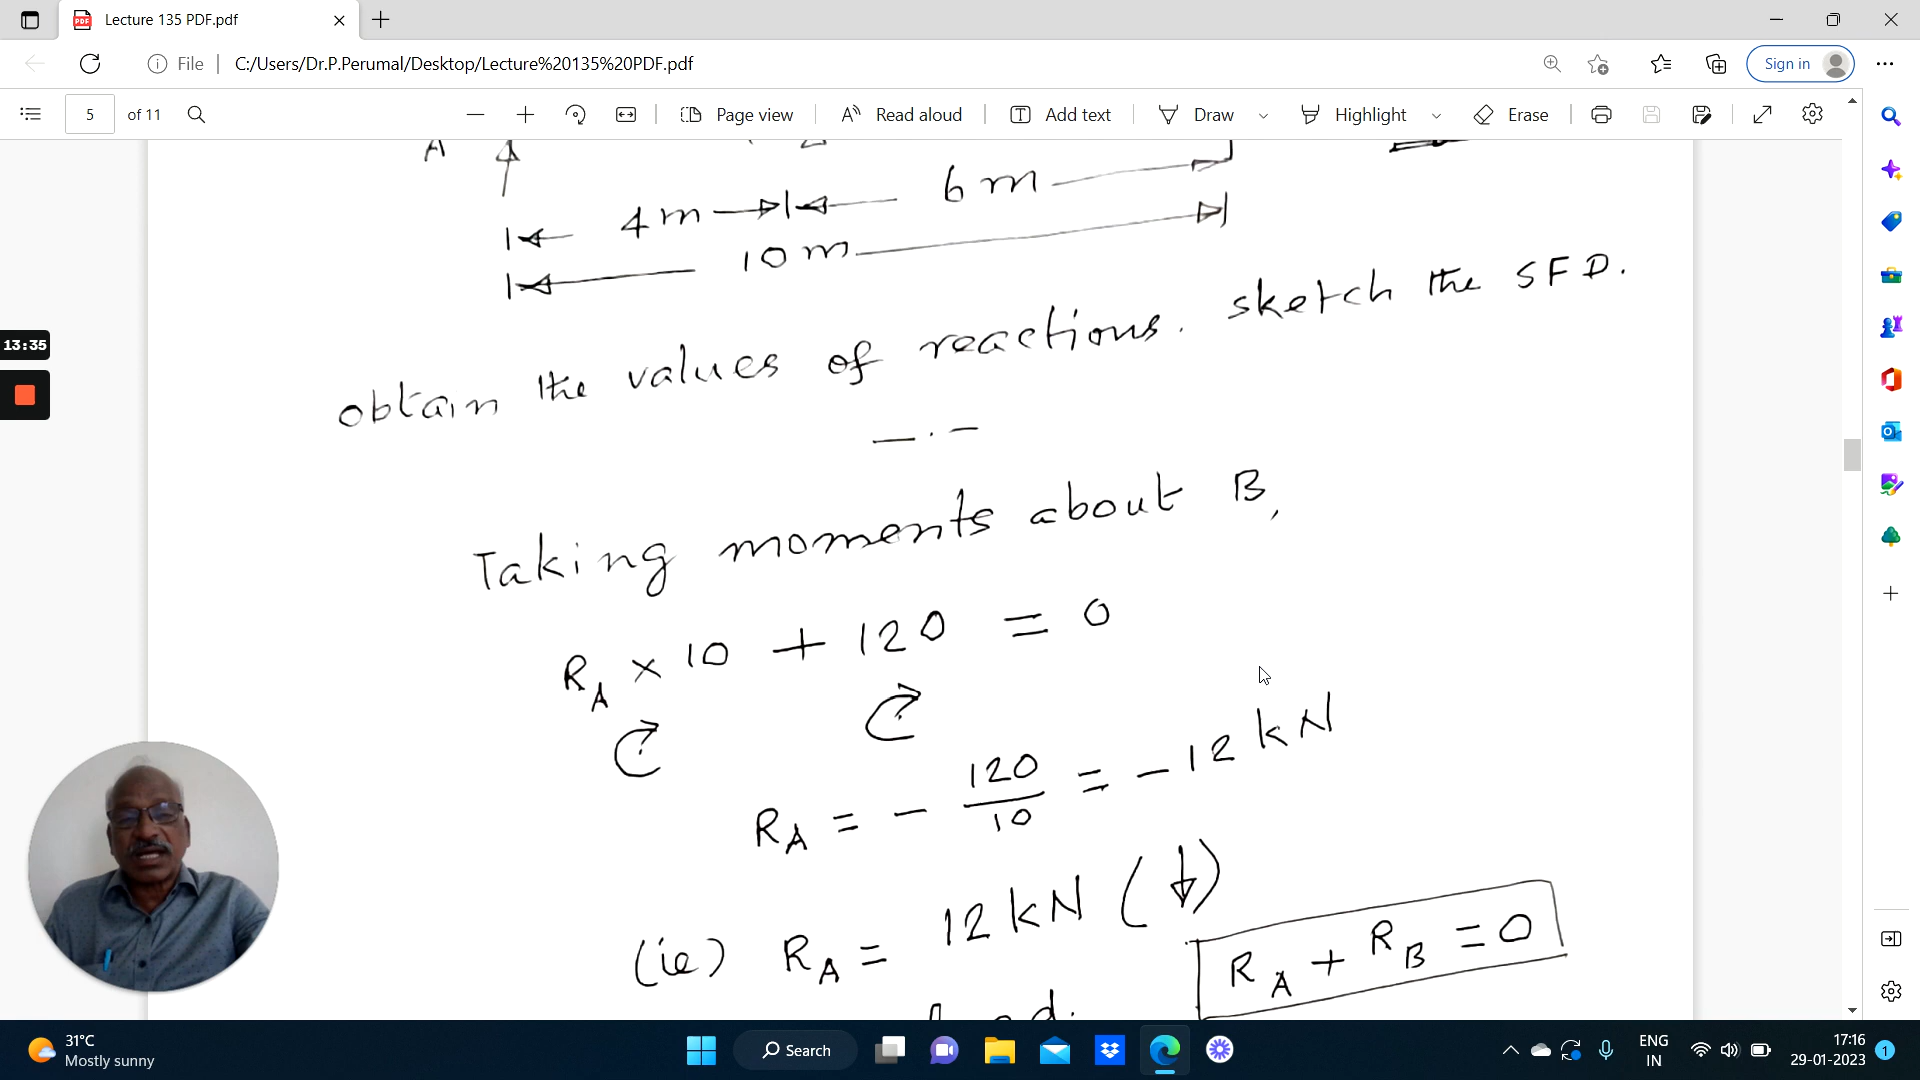 Lecture 135 PDF.pdf
File
C:/Users/Dr.P.Perumal/Desktop/Lecture%20135%20PDF.pdf
Sign in
5 of 11
Page view
Read aloud
Add text
Draw
Highlight
Erase
A
4 m
6 m
10 m
obtain the values of reactions. sketch the SFD.
— . —
13:35
Taking moments about B,
R_A × 10 + 120 = 0
R_A = - 120/10 = - 12 kN
(ie) R_A = 12 kN (↓)
R_A + R_B = 0
31°C
Mostly sunny
Search
ENG
IN
17:16
29-01-2023
1